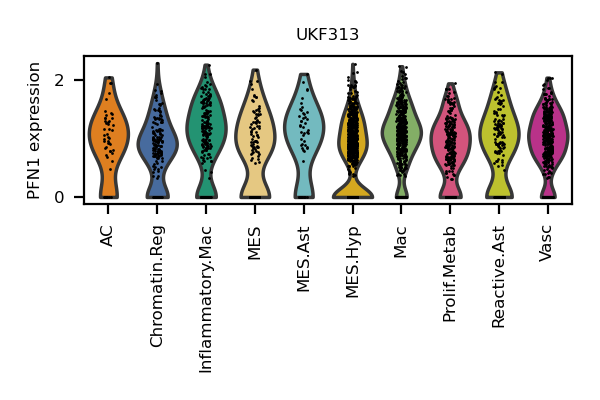 UKF313
PFN1 expression
2
0
AC
Chromatin.Reg
Inflammatory.Mac
MES
MES.Ast
MES.Hyp
Mac
Prolif.Metab
Reactive.Ast
Vasc